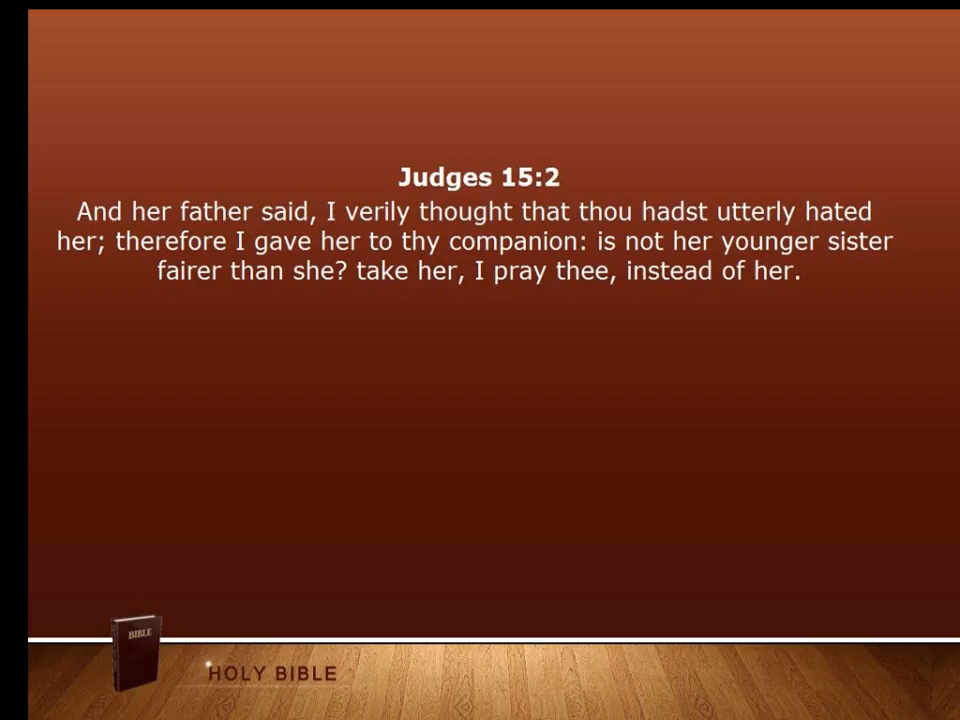 Judges 15:2
And her father said, I verily thought that thou hadst utterly hated
her; therefore I gave her to thy companion: is not her younger sister
fairer than she? take her, I pray thee, instead of her.
BIBLE
HOLY BIBLE